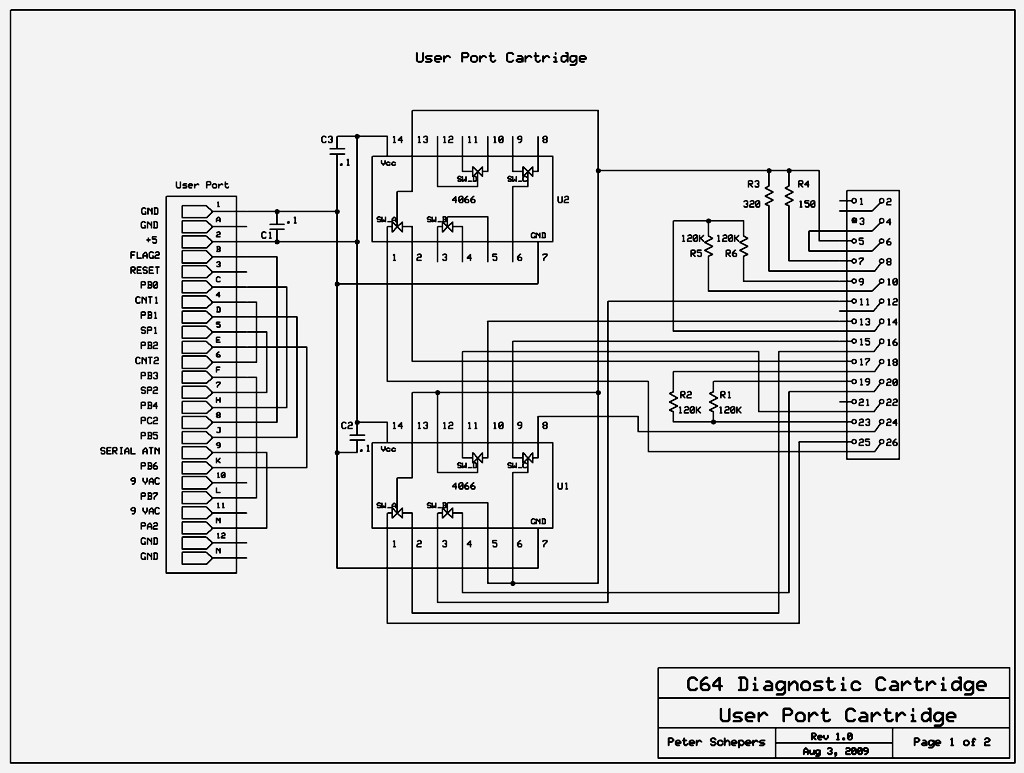 User Port Cartridge
User Port
GND 1
GND A
+5 2
FLAG2 B
RESET 3
PB0 C
CNT1 4
PB1 D
SP1 5
PB2 E
CNT2 6
PB3 F
SP2 7
PB4 H
PC2 8
PB5 J
SERIAL ATN 9
PB6 K
9 VAC 10
PB7 L
9 VAC 11
PA2 M
GND 12
GND N
C1 .1
C3 .1
C2 .1
14 13 12 11 10 9 8
Vcc
SW_D SW_C
4066
U2
SW_A SW_B
GND
1 2 3 4 5 6 7
14 13 12 11 10 9 8
Vcc
SW_D SW_C
4066
U1
SW_A SW_B
GND
1 2 3 4 5 6 7
R3 R4
320 150
120K 120K
R5 R6
R2 R1
120K 120K
1 2
3 4
5 6
7 8
9 10
11 12
13 14
15 16
17 18
19 20
21 22
23 24
25 26
C64 Diagnostic Cartridge
User Port Cartridge
Peter Schepers
Rev 1.0
Aug 3, 2009
Page 1 of 2